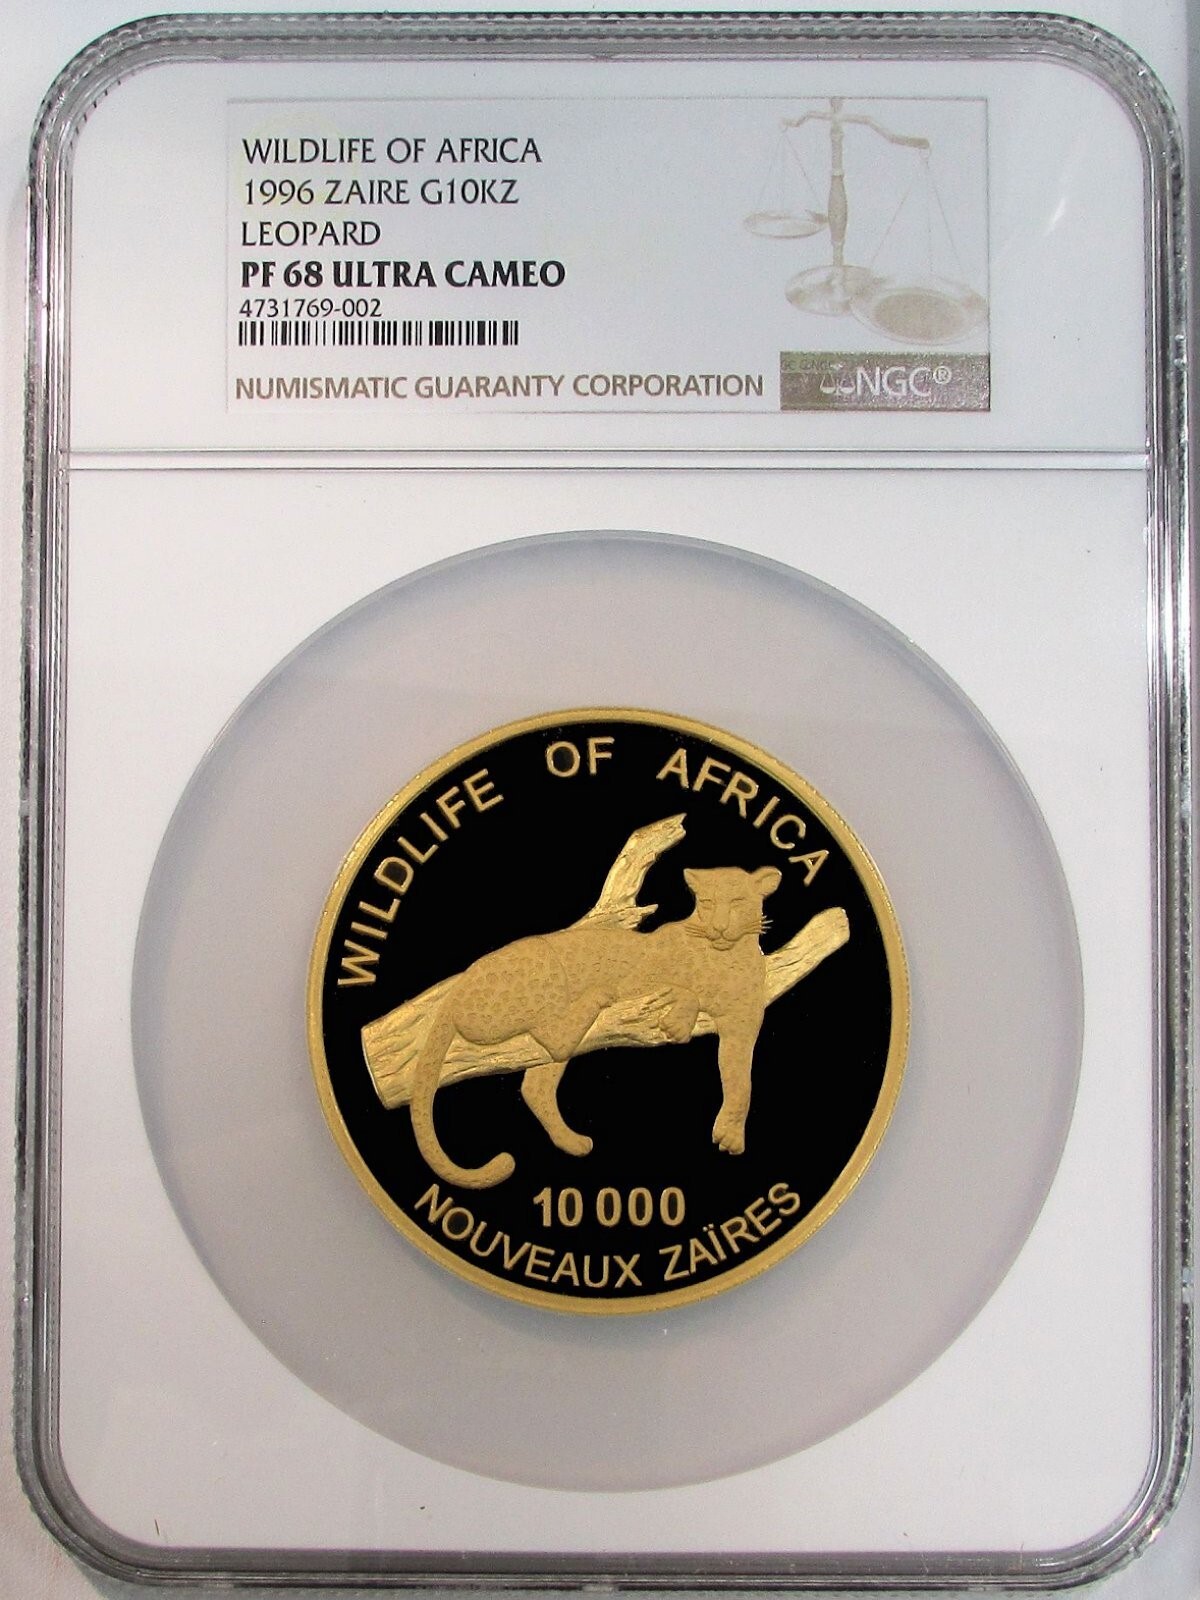 WILDLIFE OF AFRICA
1996 ZAIRE G10KZ
LEOPARD
PF 68 ULTRA CAMEO
4731769-002
NUMISMATIC GUARANTY CORPORATION
NGC®
WILDLIFE OF AFRICA
10 000
NOUVEAUX ZAÏRES